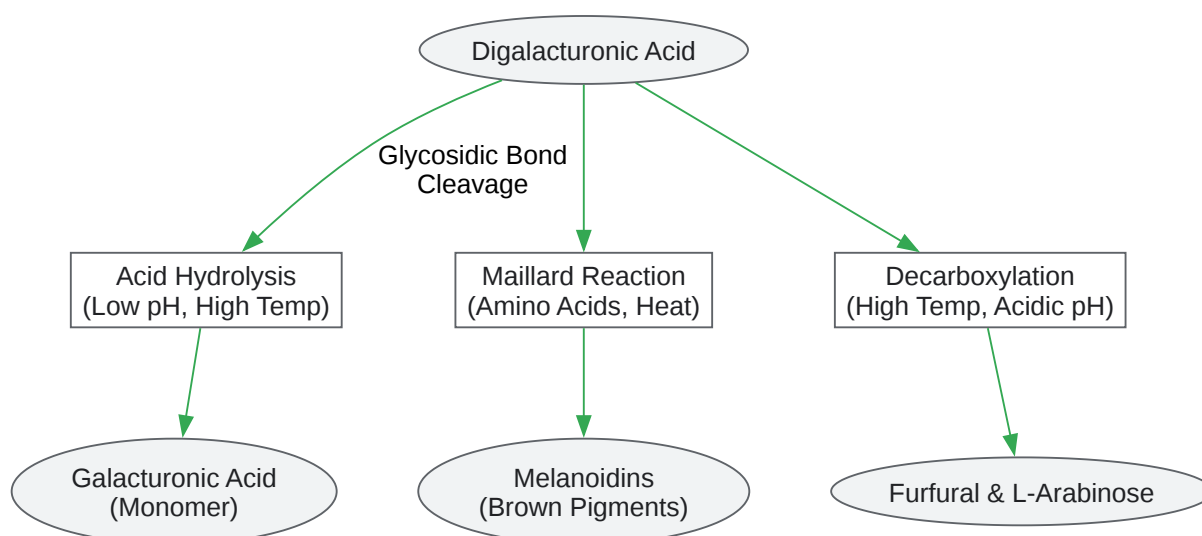 Digalacturonic Acid
Glycosidic Bond
Cleavage
Acid Hydrolysis
(Low pH, High Temp)
Maillard Reaction
(Amino Acids, Heat)
Decarboxylation
(High Temp, Acidic pH)
Galacturonic Acid
(Monomer)
Melanoidins
(Brown Pigments)
Furfural & L-Arabinose